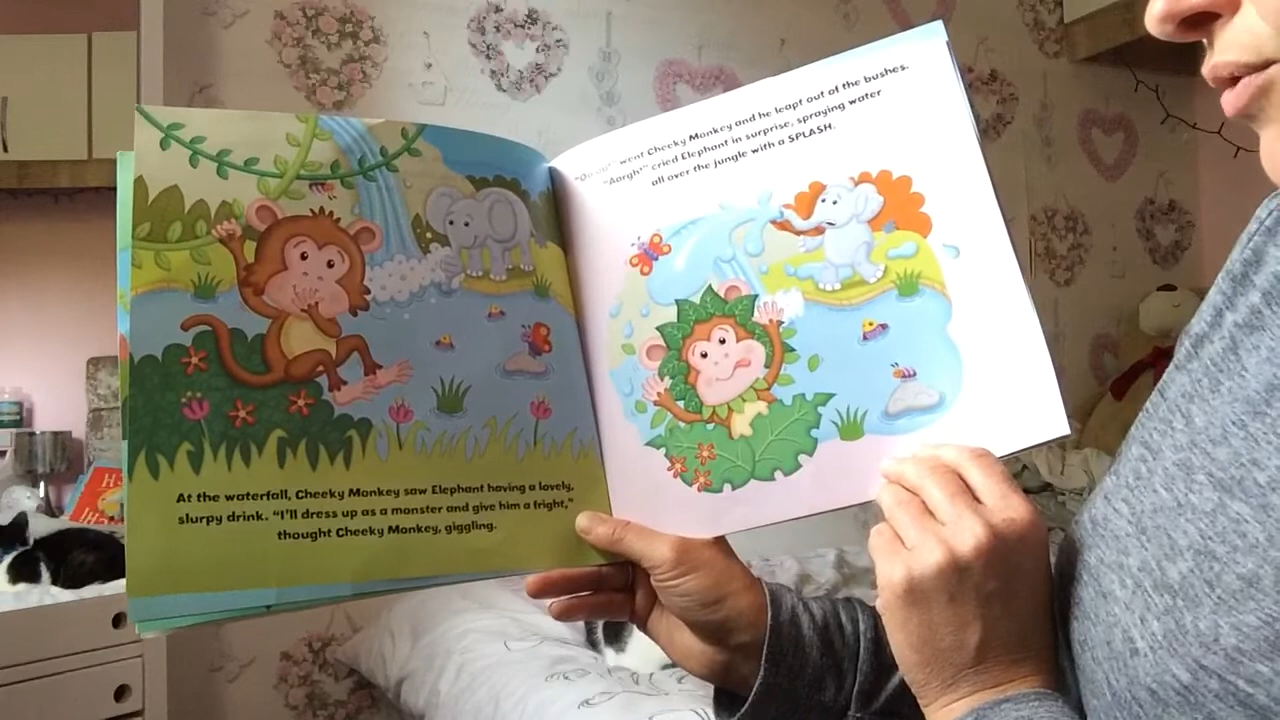 At the waterfall, Cheeky Monkey saw Elephant having a lovely,
slurpy drink. “I’ll dress up as a monster and give him a fright,”
thought Cheeky Monkey, giggling.
went Cheeky Monkey and he leapt out of the bushes.
“Aargh!” cried Elephant in surprise, spraying water
all over the jungle with a SPLASH.